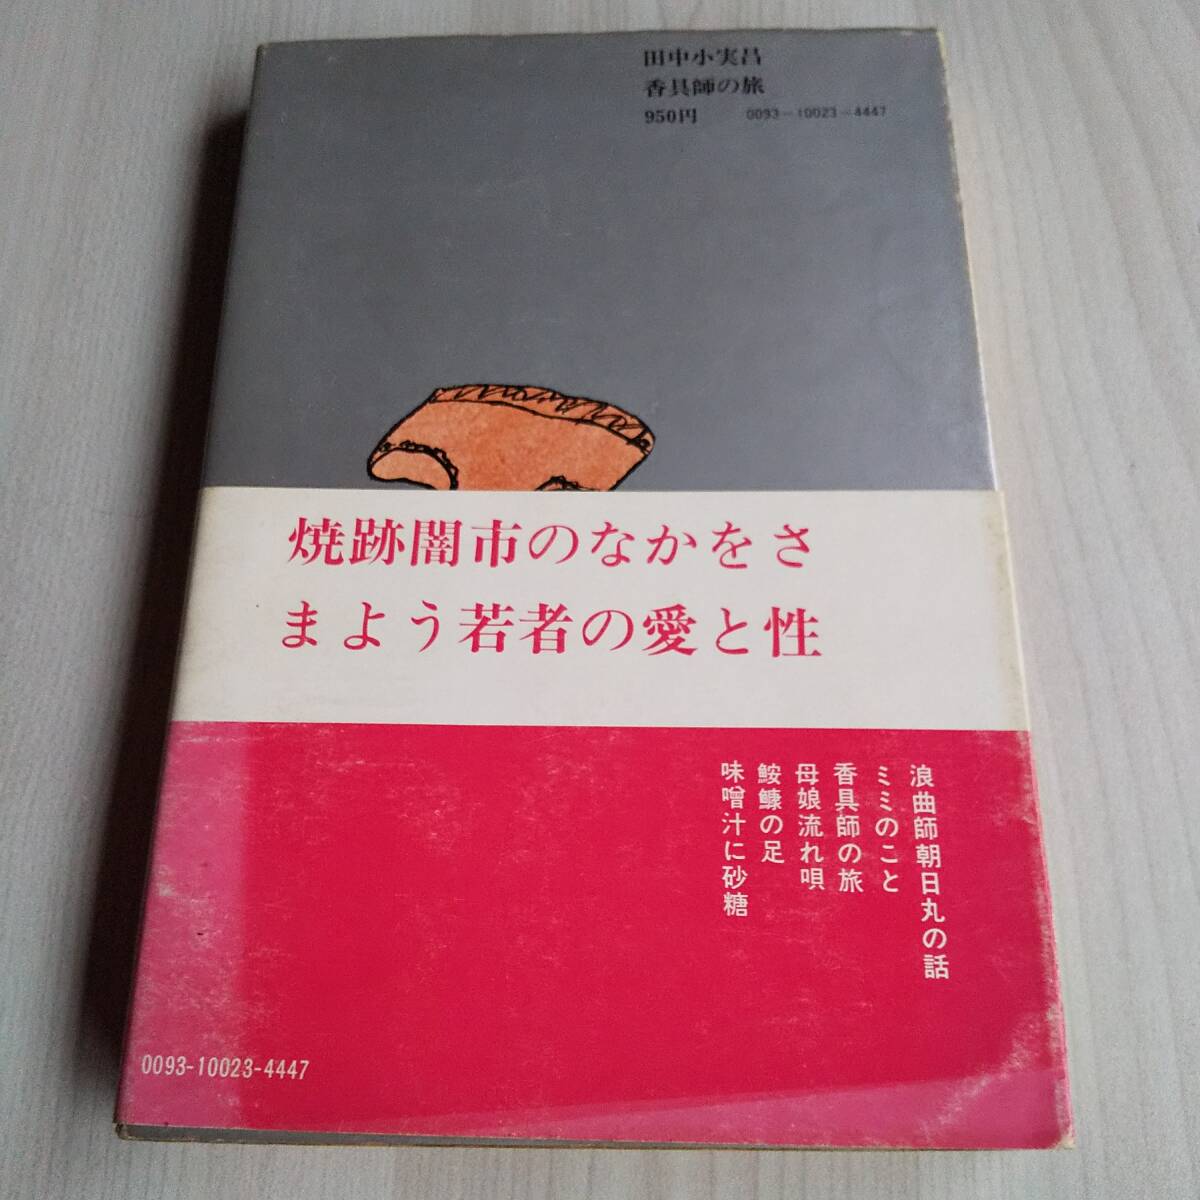 田中小実昌
香具師の旅
950円 0093-10023-4447
焼跡闇市のなかをさ
まよう若者の愛と性
浪曲師朝日丸の話
ミミのこと
香具師の旅
母娘流れ唄
鮟鱇の足
味噌汁に砂糖
0093-10023-4447